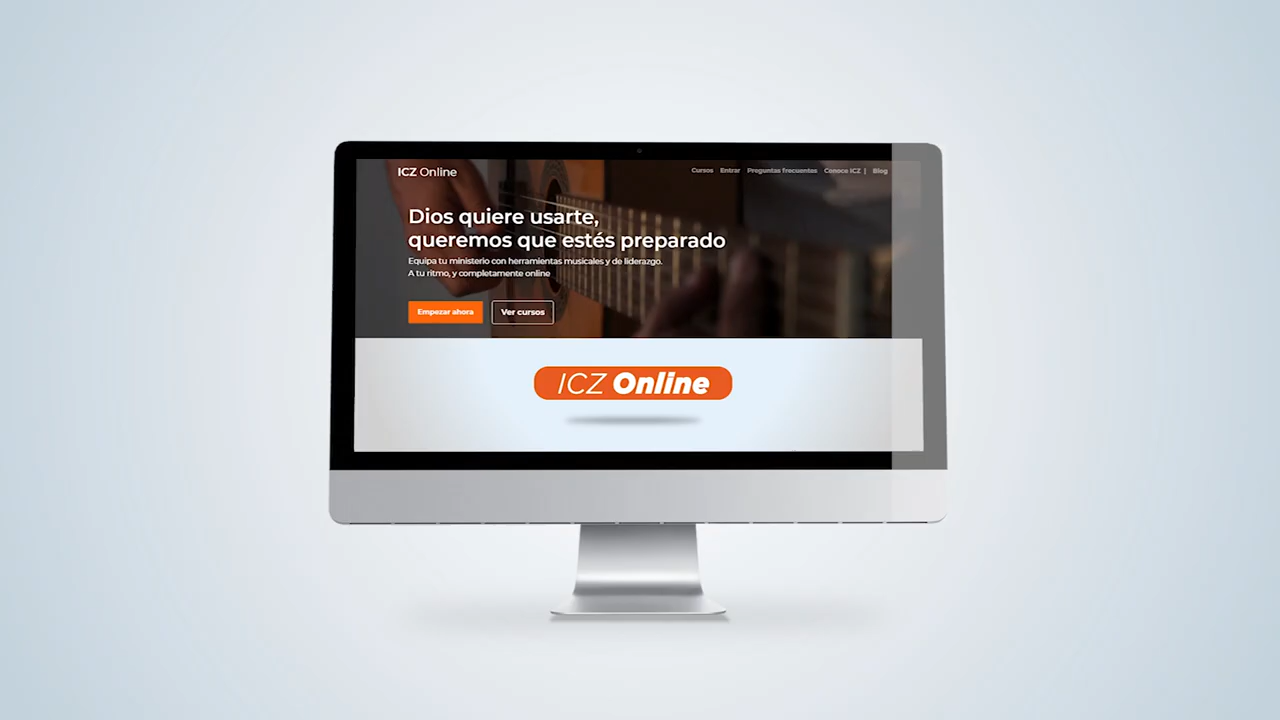 ICZ Online
Cursos Entrar Preguntas frecuentes Conoce ICZ | Blog
Dios quiere usarte,
queremos que estés preparado
Equipa tu ministerio con herramientas musicales y de liderazgo.
A tu ritmo, y completamente online
Empezar ahora Ver cursos
ICZ Online